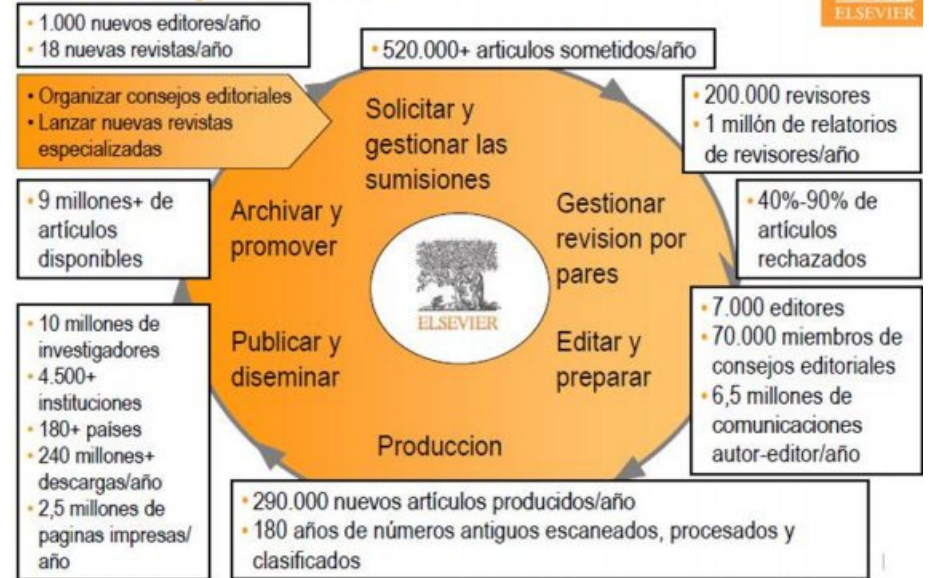 • 1.000 nuevos editores/año
• 18 nuevas revistas/año
ELSEVIER
• 520.000+ articulos sometidos/año
• Organizar consejos editoriales
• Lanzar nuevas revistas
especializadas
Solicitar y
gestionar las
sumisiones
• 200.000 revisores
• 1 millón de relatorios
de revisores/año
• 9 millones+ de
artículos
disponibles
Archivar y
promover
Gestionar
revision por
pares
• 40%-90% de
artículos
rechazados
ELSEVIER
• 10 millones de
investigadores
• 4.500+
instituciones
• 180+ países
• 240 millones+
descargas/año
• 2,5 millones de
paginas impresas/
año
Publicar y
diseminar
Editar y
preparar
• 7.000 editores
• 70.000 miembros de
consejos editoriales
• 6,5 millones de
comunicaciones
autor-editor/año
Produccion
• 290.000 nuevos artículos producidos/año
• 180 años de números antiguos escaneados, procesados y
clasificados